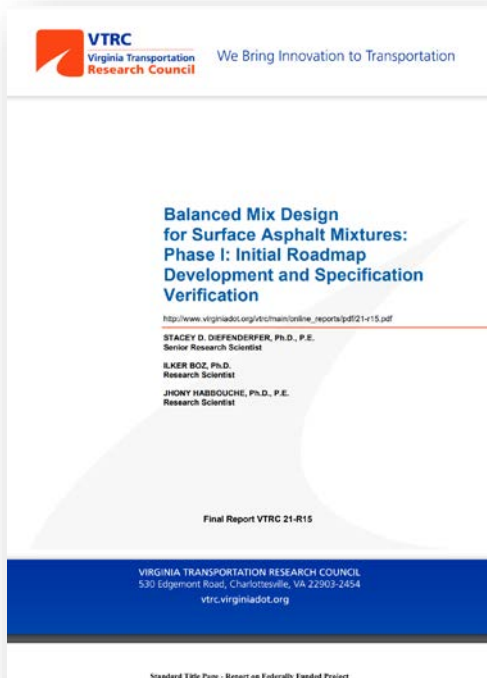 VTRC
Virginia Transportation
Research Council
We Bring Innovation to Transportation
Balanced Mix Design
for Surface Asphalt Mixtures:
Phase I: Initial Roadmap
Development and Specification
Verification
http://www.virginiadot.org/vtrc/main/online_reports/pdf/21-r15.pdf
STACEY D. DIEFENDERFER, Ph.D., P.E.
Senior Research Scientist
ILKER BOZ, Ph.D.
Research Scientist
JHONY HABBOUCHE, Ph.D., P.E.
Research Scientist
Final Report VTRC 21-R15
VIRGINIA TRANSPORTATION RESEARCH COUNCIL
530 Edgemont Road, Charlottesville, VA 22903-2454
vtrc.virginiadot.org
Standard Title Page - Report on Federally Funded Project